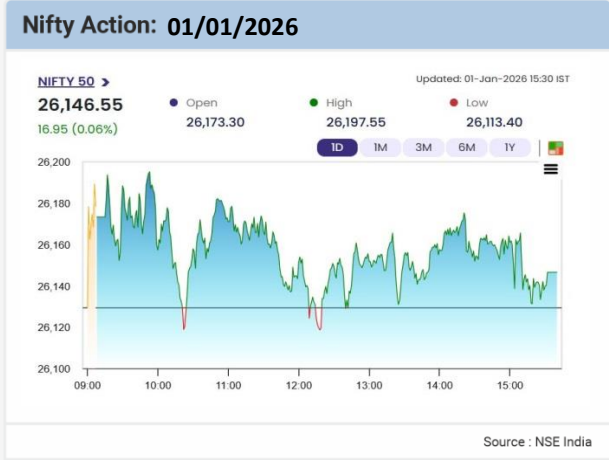 Nifty Action: 01/01/2026
NIFTY 50 >
Updated: 01-Jan-2026 15:30 IST
26,146.55
Open
High
Low
16.95 (0.06%)
26,173.30
26,197.55
26,113.40
1D 1M 3M 6M 1Y
26,200
26,180
26,160
26,140
26,120
26,100
09:00 10:00 11:00 12:00 13:00 14:00 15:00
Source : NSE India